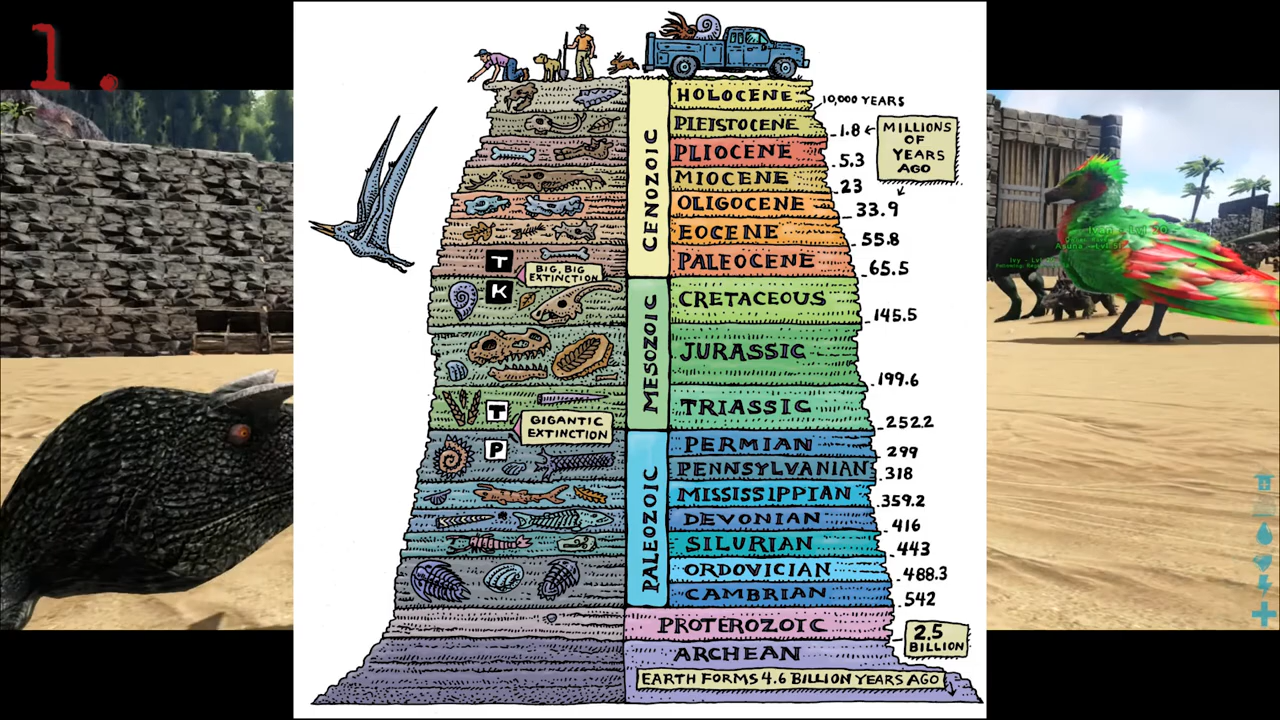 1.
HOLOCENE
10,000 YEARS
PLEISTOCENE
1.8
MILLIONS
OF
YEARS
AGO
PLIOCENE
5.3
MIOCENE
23
OLIGOCENE
33.9
EOCENE
55.8
PALEOCENE
65.5
CENOZOIC
T
BIG, BIG
EXTINCTION
K
CRETACEOUS
145.5
JURASSIC
199.6
TRIASSIC
252.2
MESOZOIC
T
GIGANTIC
EXTINCTION
P
PERMIAN
299
PENNSYLVANIAN
318
MISSISSIPPIAN
359.2
DEVONIAN
416
SILURIAN
443
ORDOVICIAN
488.3
CAMBRIAN
542
PALEOZOIC
PROTEROZOIC
2.5
BILLION
ARCHEAN
EARTH FORMS 4.6 BILLION YEARS AGO